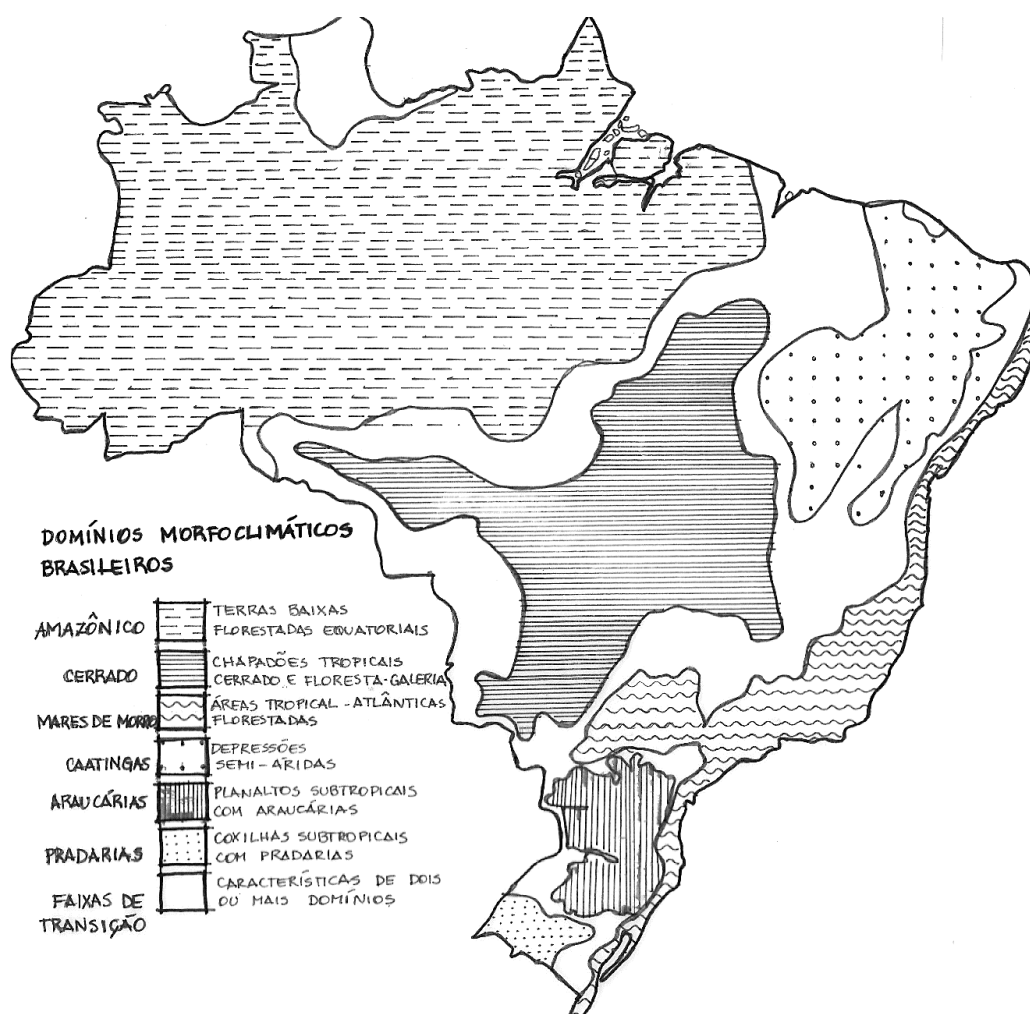 DOMÍNIOS MORFOCLIMÁTICOS
BRASILEIROS
AMAZÔNICO
TERRAS BAIXAS
FLORESTADAS EQUATORIAIS
CERRADO
CHAPADÕES TROPICAIS
CERRADO E FLORESTA-GALERIA
MARES DE MORRO
ÁREAS TROPICAL-ATLÂNTICAS
FLORESTADAS
CAATINGAS
DEPRESSÕES
SEMI-ARIDAS
ARAUCÁRIAS
PLANALTOS SUBTROPICAIS
COM ARAUCÁRIAS
PRADARIAS
COXILHAS SUBTROPICAIS
COM PRADARIAS
FAIXAS DE
TRANSIÇÃO
CARACTERÍSTICAS DE DOIS
OU MAIS DOMÍNIOS